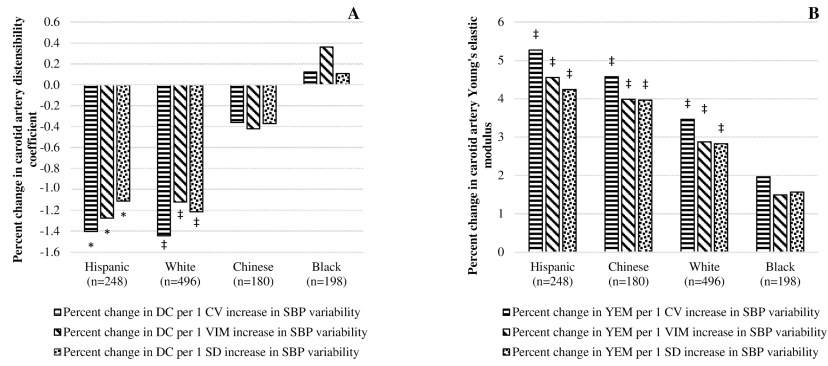 A
Percent change in carotid artery distensibility
coefficient
0.6
0.4
0.2
0.0
-0.2
-0.4
-0.6
-0.8
-1.0
-1.2
-1.4
-1.6
* * * ‡ ‡ ‡
Hispanic White Chinese Black
(n=248) (n=496) (n=180) (n=198)
Percent change in DC per 1 CV increase in SBP variability
Percent change in DC per 1 VIM increase in SBP variability
Percent change in DC per 1 SD increase in SBP variability
B
Percent change in carotid artery Young's elastic
modulus
6
5
4
3
2
1
0
‡ ‡ ‡ ‡ ‡ ‡ ‡ ‡ ‡
Hispanic Chinese White Black
(n=248) (n=180) (n=496) (n=198)
Percent change in YEM per 1 CV increase in SBP variability
Percent change in YEM per 1 VIM increase in SBP variability
Percent change in YEM per 1 SD increase in SBP variability